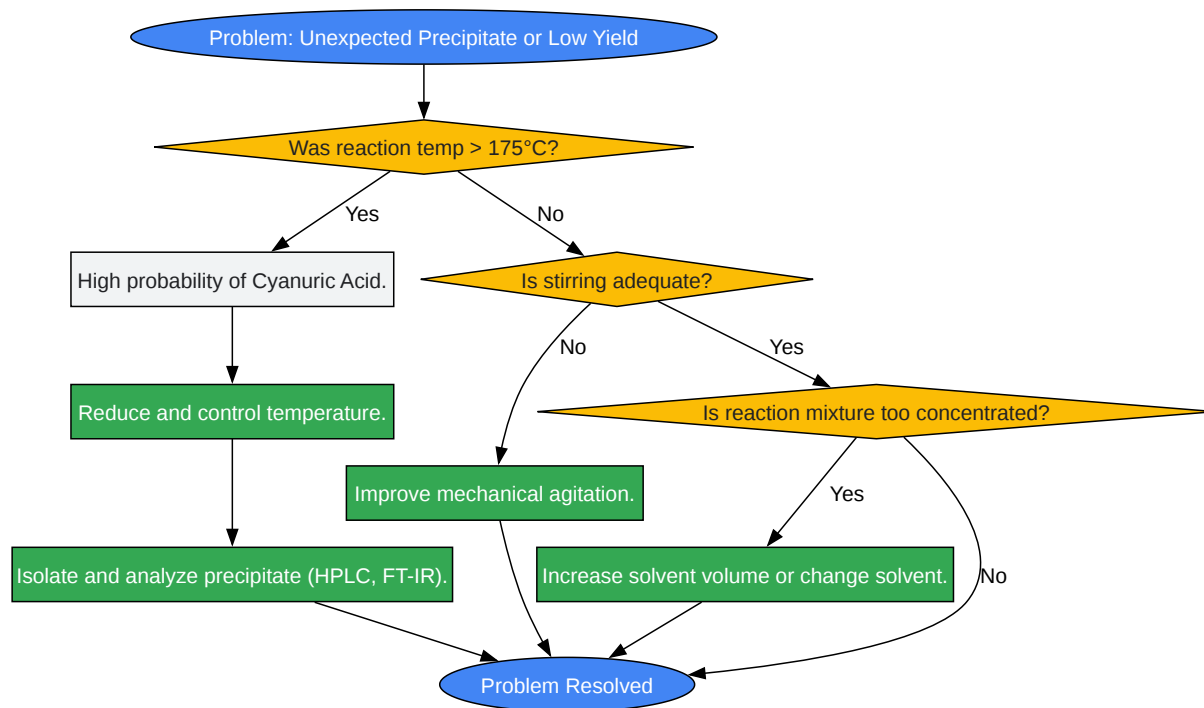 Problem: Unexpected Precipitate or Low Yield
Was reaction temp > 175°C?
Yes
No
High probability of Cyanuric Acid.
Is stirring adequate?
No
Yes
Reduce and control temperature.
Is reaction mixture too concentrated?
Improve mechanical agitation.
Yes
Isolate and analyze precipitate (HPLC, FT-IR).
Increase solvent volume or change solvent.
No
Problem Resolved